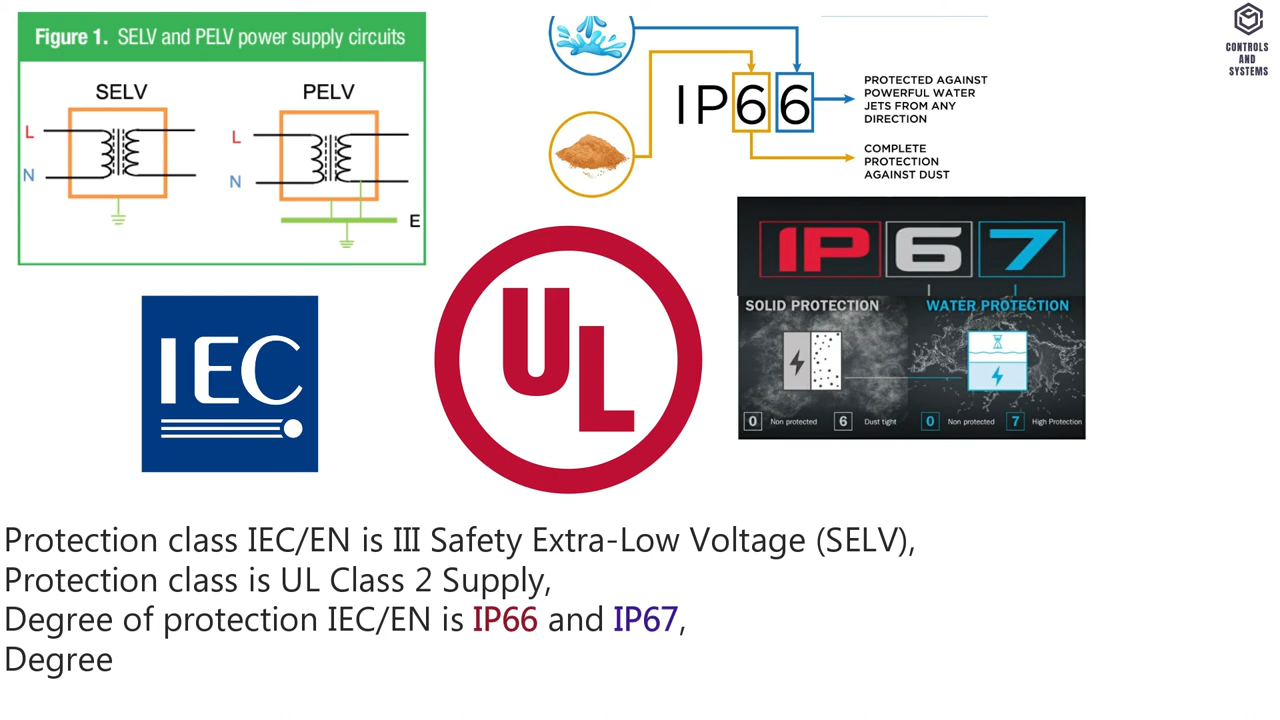 Figure 1. SELV and PELV power supply circuits
SELV
PELV
L
N
L
N
E
IP66
PROTECTED AGAINST
POWERFUL WATER
JETS FROM ANY
DIRECTION
COMPLETE
PROTECTION
AGAINST DUST
CONTROLS
AND
SYSTEMS
IP67
SOLID PROTECTION
WATER PROTECTION
0 Non protected 6 Dust tight 0 Non protected 7 High Protection
IEC
UL
Protection class IEC/EN is III Safety Extra-Low Voltage (SELV),
Protection class is UL Class 2 Supply,
Degree of protection IEC/EN is IP66 and IP67,
Degree